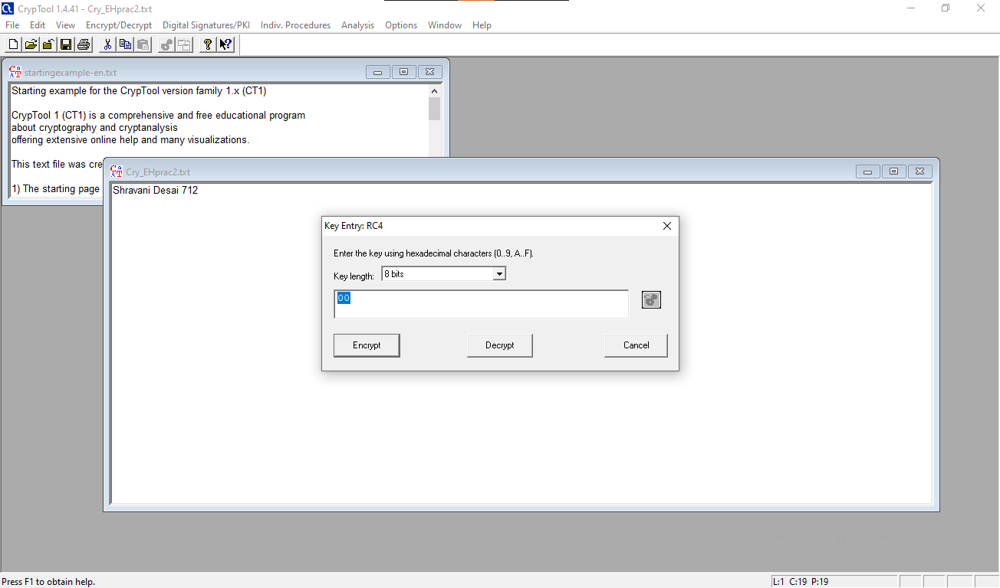 CrypTool 1.4.41 - Cry_EHprac2.txt
File Edit View Encrypt/Decrypt Digital Signatures/PKI Indiv. Procedures Analysis Options Window Help
startingexample-en.txt
Starting example for the CrypTool version family 1.x (CT1)
CrypTool 1 (CT1) is a comprehensive and free educational program
about cryptography and cryptanalysis
offering extensive online help and many visualizations.
This text file was cre
1) The starting page
Cry_EHprac2.txt
Shravani Desai 712
Key Entry: RC4
Enter the key using hexadecimal characters (0..9, A..F).
Key length: 8 bits
00
Encrypt Decrypt Cancel
Press F1 to obtain help.
L:1 C:19 P:19